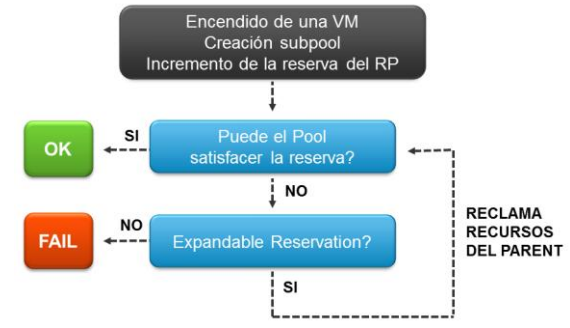 Encendido de una VM
Creación subpool
Incremento de la reserva del RP
OK
SI
Puede el Pool
satisfacer la reserva?
NO
FAIL
NO
Expandable Reservation?
RECLAMA
RECURSOS
DEL PARENT
SI